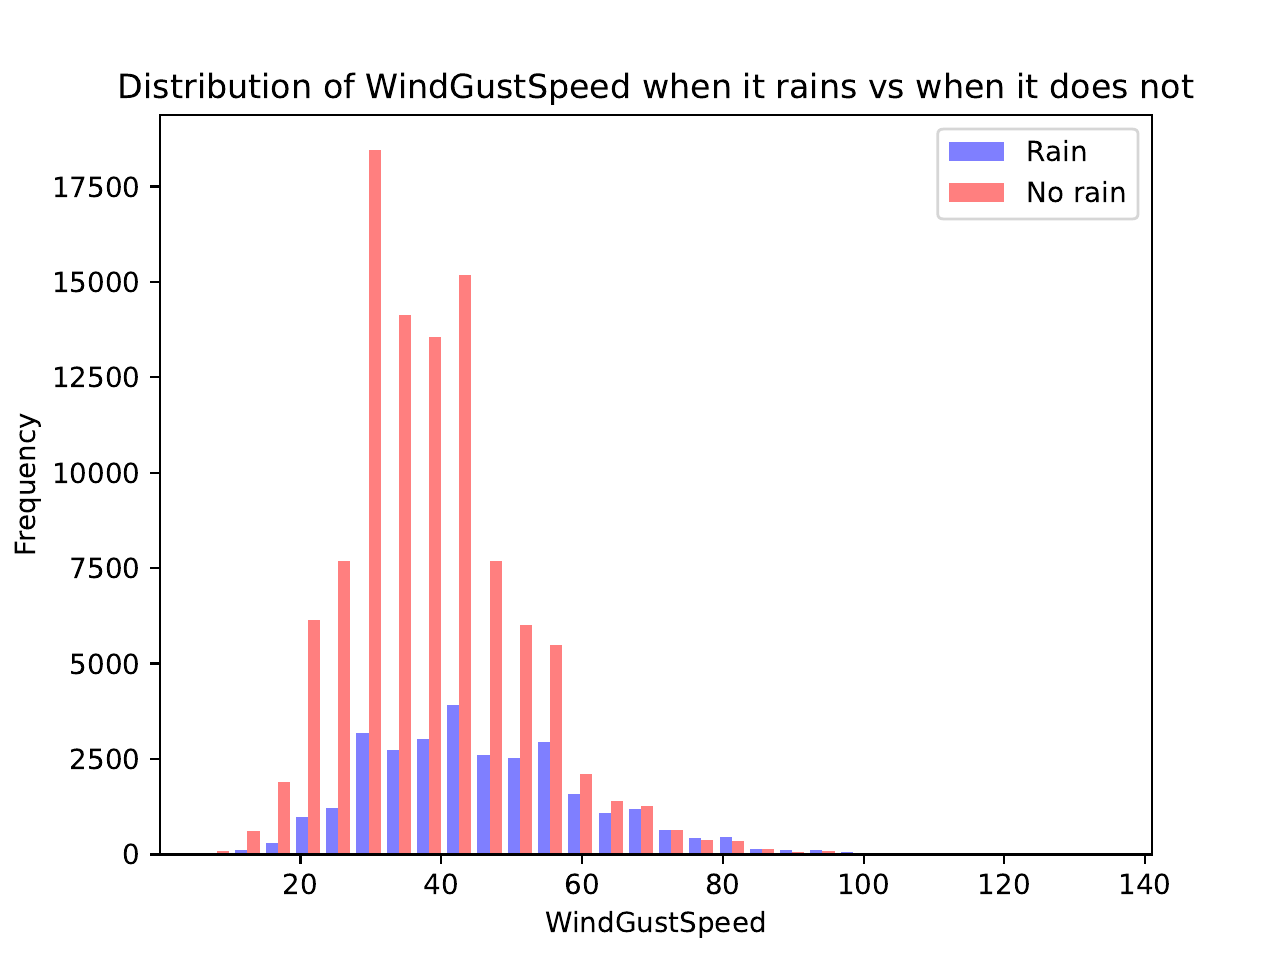 Distribution of WindGustSpeed when it rains vs when it does not
Rain
No rain
17500
15000
12500
10000
7500
5000
2500
0
Frequency
20 40 60 80 100 120 140
WindGustSpeed